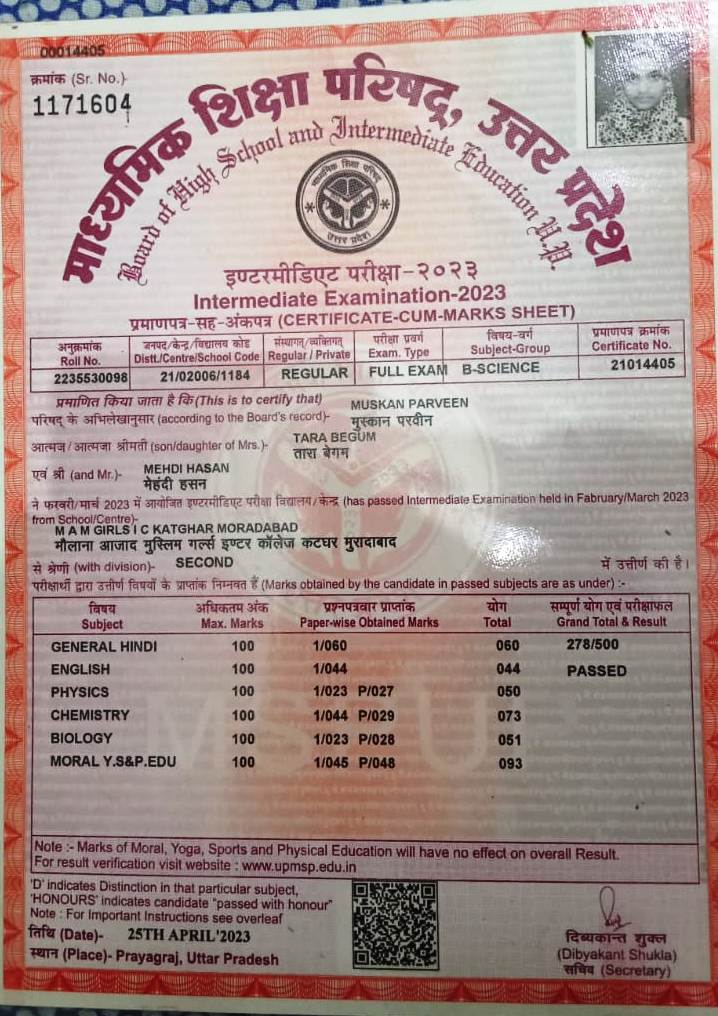 00014405
क्रमांक (Sr. No.)-
1171604
माध्यमिक शिक्षा परिषद्, उत्तर प्रदेश
Board of High School and Intermediate Education U.P.
माध्यमिक शिक्षा परिषद
उत्तर प्रदेश
इण्टरमीडिएट परीक्षा-२०२३
Intermediate Examination-2023
प्रमाणपत्र-सह-अंकपत्र (CERTIFICATE-CUM-MARKS SHEET)
अनुक्रमांक जनपद/केन्द्र/विद्यालय कोड संस्थागत/व्यक्तिगत परीक्षा प्रवर्ग विषय-वर्ग प्रमाणपत्र क्रमांक
Roll No. Distt./Centre/School Code Regular / Private Exam. Type Subject-Group Certificate No.
2235530098 21/02006/1184 REGULAR FULL EXAM B-SCIENCE 21014405
प्रमाणित किया जाता है कि (This is to certify that) MUSKAN PARVEEN
परिषद के अभिलेखानुसार (according to the Board's record)- मुस्कान परवीन
आत्मज/आत्मजा श्रीमती (son/daughter of Mrs.)- TARA BEGUM
तारा बेगम
एवं श्री (and Mr.)- MEHDI HASAN
मेहंदी हसन
ने फरवरी/मार्च 2023 में आयोजित इण्टरमीडिएट परीक्षा विद्यालय/केन्द्र (has passed Intermediate Examination held in Fabruary/March 2023
from School/Centre)-
M A M GIRLS I C KATGHAR MORADABAD
मौलाना आजाद मुस्लिम गर्ल्स इण्टर कॉलेज कटघर मुरादाबाद
से श्रेणी (with division)- SECOND में उत्तीर्ण की है।
परीक्षार्थी द्वारा उत्तीर्ण विषयों के प्राप्तांक निम्नवत हैं (Marks obtained by the candidate in passed subjects are as under) :-
विषय अधिकतम अंक प्रश्नपत्रवार प्राप्तांक योग सम्पूर्ण योग एवं परीक्षाफल
Subject Max. Marks Paper-wise Obtained Marks Total Grand Total & Result
GENERAL HINDI 100 1/060 060 278/500
ENGLISH 100 1/044 044 PASSED
PHYSICS 100 1/023 P/027 050
CHEMISTRY 100 1/044 P/029 073
BIOLOGY 100 1/023 P/028 051
MORAL Y.S&P.EDU 100 1/045 P/048 093
Note :- Marks of Moral, Yoga, Sports and Physical Education will have no effect on overall Result.
For result verification visit website : www.upmsp.edu.in
'D' indicates Distinction in that particular subject,
'HONOURS' indicates candidate "passed with honour"
Note : For Important Instructions see overleaf
तिथि (Date)- 25TH APRIL'2023
स्थान (Place)- Prayagraj, Uttar Pradesh
दिब्यकान्त शुक्ल
(Dibyakant Shukla)
सचिव (Secretary)